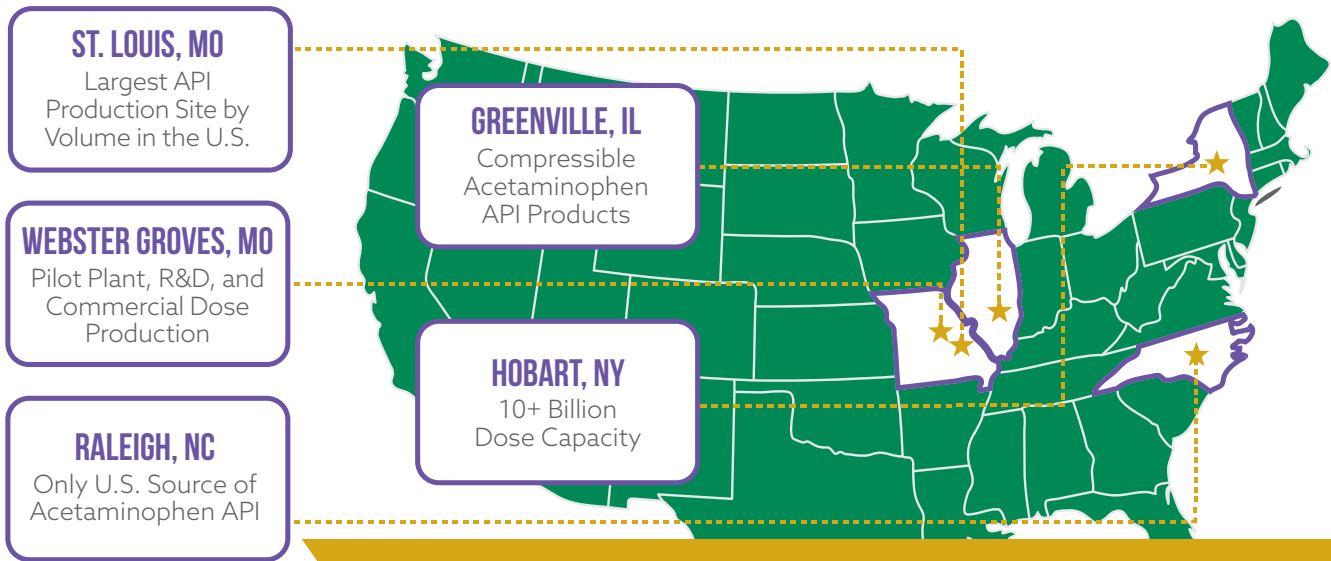 ST. LOUIS, MO
Largest API
Production Site by
Volume in the U.S.
GREENVILLE, IL
Compressible
Acetaminophen
API Products
WEBSTER GROVES, MO
Pilot Plant, R&D, and
Commercial Dose
Production
HOBART, NY
10+ Billion
Dose Capacity
RALEIGH, NC
Only U.S. Source of
Acetaminophen API